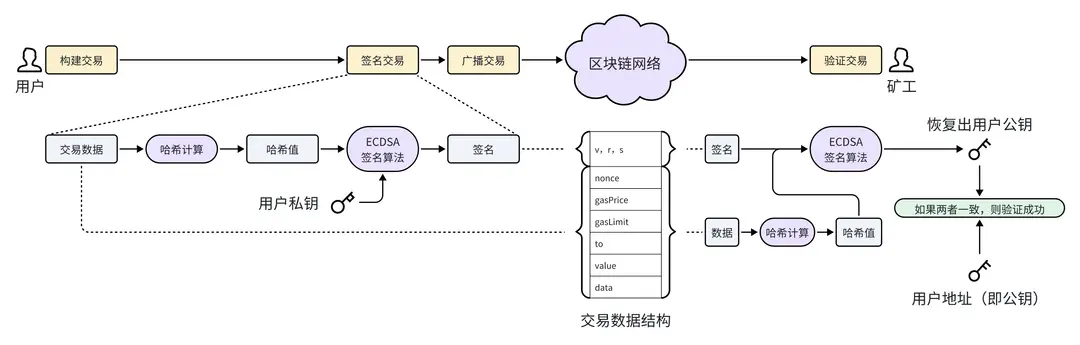 构建交易
签名交易
广播交易
区块链网络
验证交易
用户
矿工
交易数据
哈希计算
哈希值
ECDSA
签名算法
签名
用户私钥
v, r, s
nonce
gasPrice
gasLimit
to
value
data
交易数据结构
签名
ECDSA
签名算法
恢复出用户公钥
如果两者一致，则验证成功
数据
哈希计算
哈希值
用户地址（即公钥）